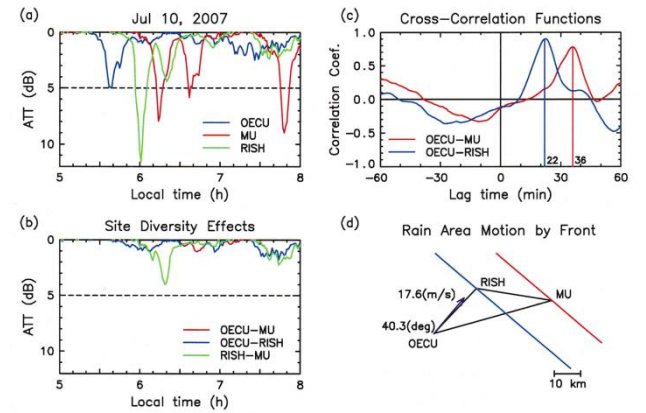 (a) Jul 10, 2007
0
5
10
ATT (dB)
OECU
MU
RISH
5 6 7 8
Local time (h)
(b) Site Diversity Effects
0
5
10
ATT (dB)
OECU-MU
OECU-RISH
RISH-MU
5 6 7 8
Local time (h)
(c) Cross-Correlation Functions
1.0
0.5
0.0
-0.5
-1.0
Correlation Coef.
OECU-MU
OECU-RISH
22 36
-60 -30 0 30 60
Lag time (min)
(d) Rain Area Motion by Front
RISH
MU
17.6(m/s)
40.3(deg)
OECU
10 km